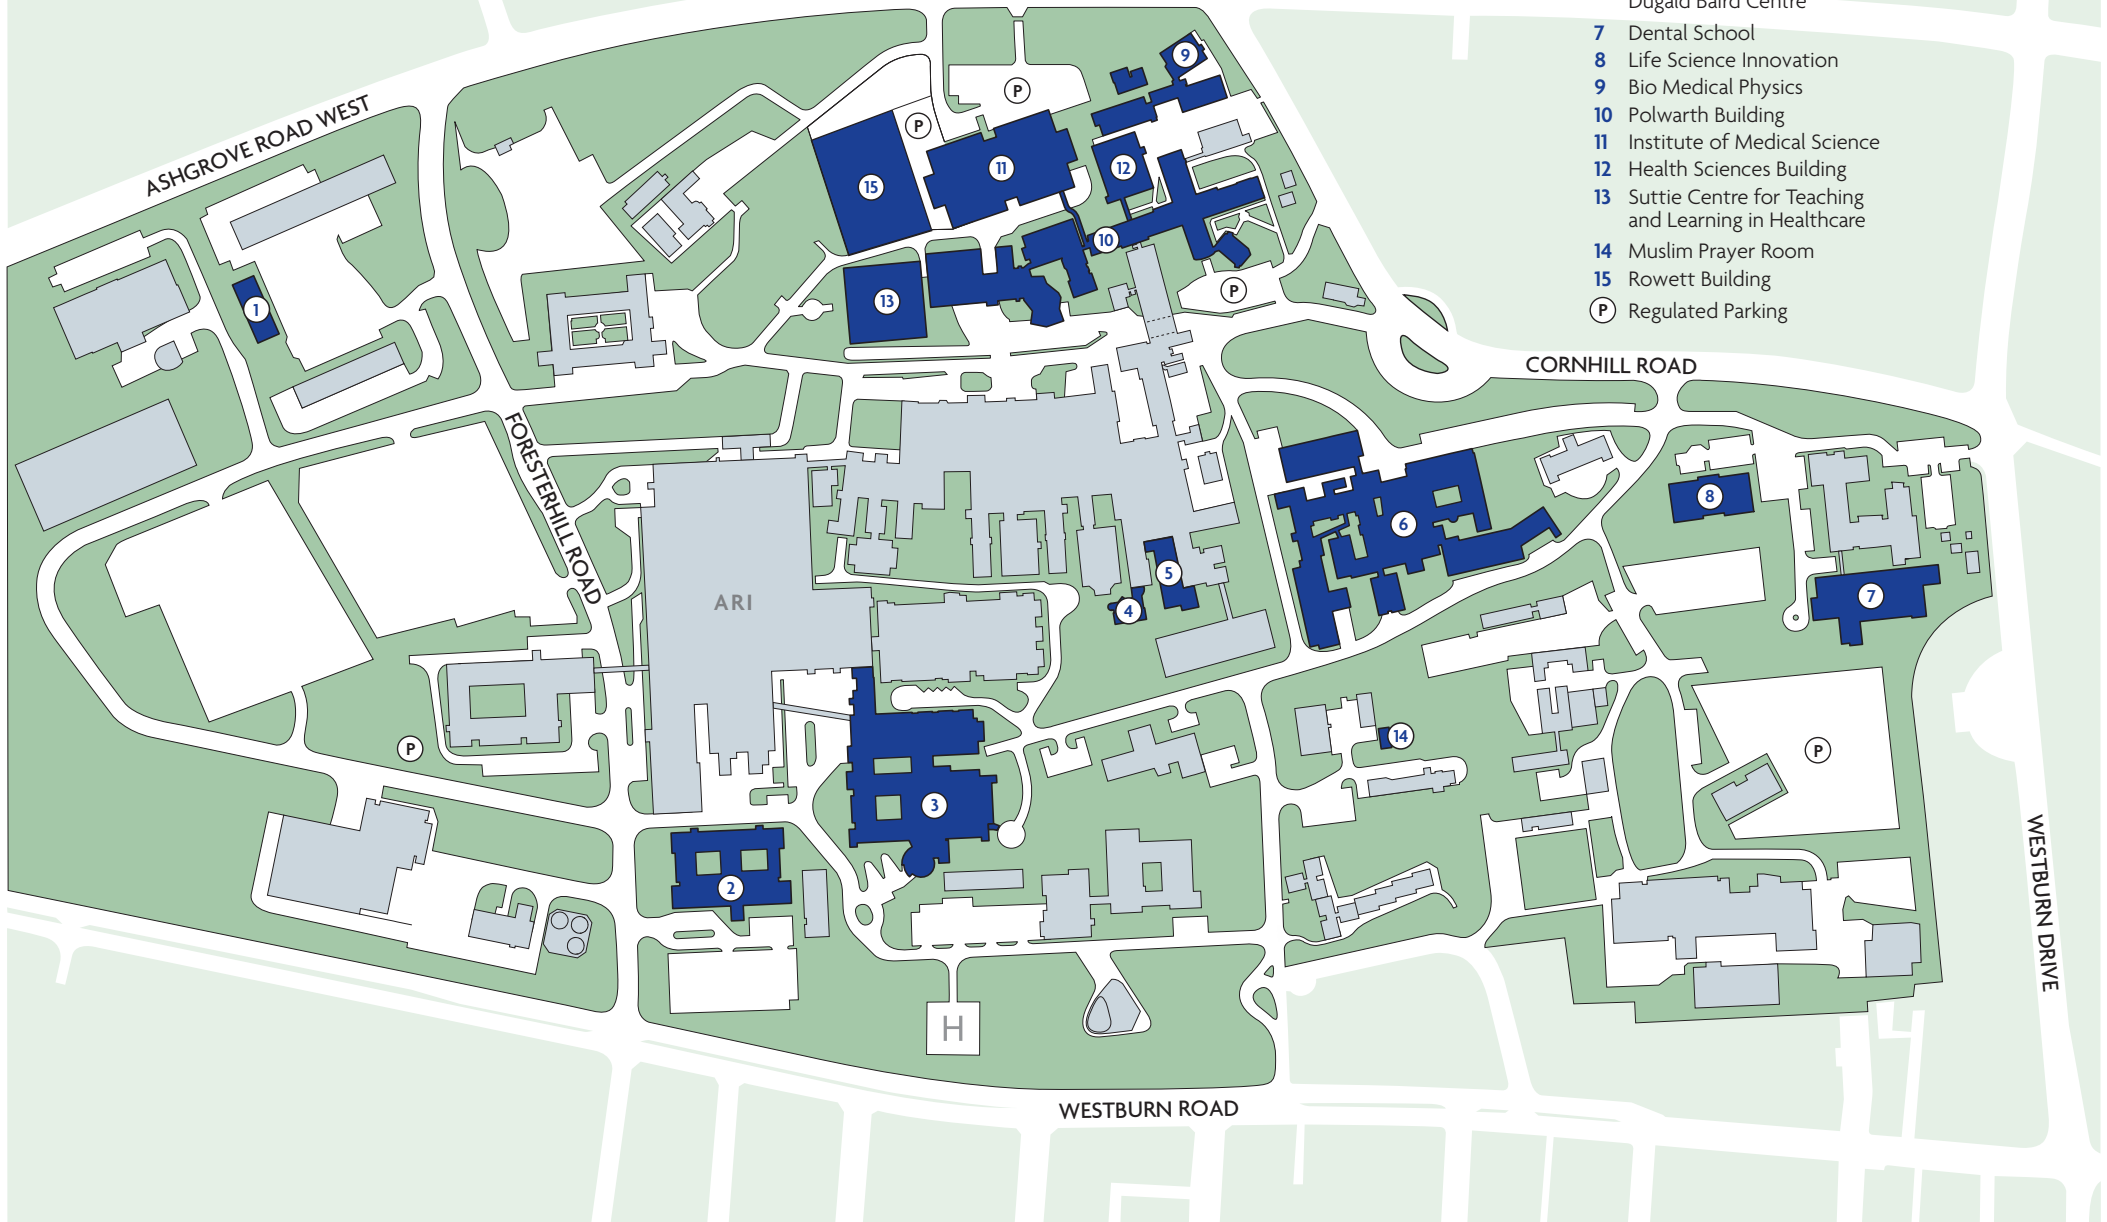 Dugald Baird Centre
7 Dental School
8 Life Science Innovation
9 Bio Medical Physics
10 Polwarth Building
11 Institute of Medical Science
12 Health Sciences Building
13 Suttie Centre for Teaching
and Learning in Healthcare
14 Muslim Prayer Room
15 Rowett Building
P Regulated Parking
ASHGROVE ROAD WEST
FORESTERHILL ROAD
CORNHILL ROAD
WESTBURN DRIVE
WESTBURN ROAD
ARI
H
9
P
P
12
11
15
10
P
13
1
8
6
5
7
4
14
P
P
3
2